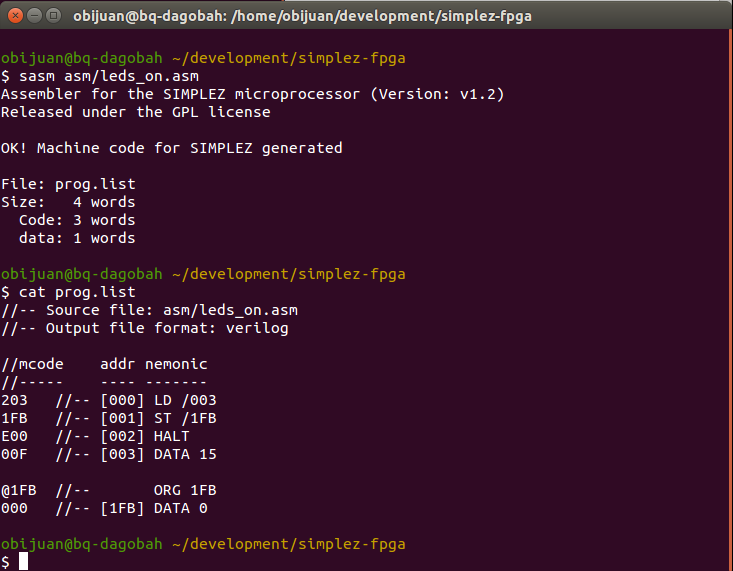 obijuan@bq-dagobah: /home/obijuan/development/simplez-fpga
obijuan@bq-dagobah ~/development/simplez-fpga
$ sasm asm/leds_on.asm
Assembler for the SIMPLEZ microprocessor (Version: v1.2)
Released under the GPL license
OK! Machine code for SIMPLEZ generated
File: prog.list
Size:   4 words
  Code: 3 words
  data: 1 words
obijuan@bq-dagobah ~/development/simplez-fpga
$ cat prog.list
//-- Source file: asm/leds_on.asm
//-- Output file format: verilog
//mcode    addr nemonic
//-----    ---- -------
203   //-- [000] LD /003
1FB   //-- [001] ST /1FB
E00   //-- [002] HALT
00F   //-- [003] DATA 15
@1FB  //--       ORG 1FB
000   //-- [1FB] DATA 0
obijuan@bq-dagobah ~/development/simplez-fpga
$